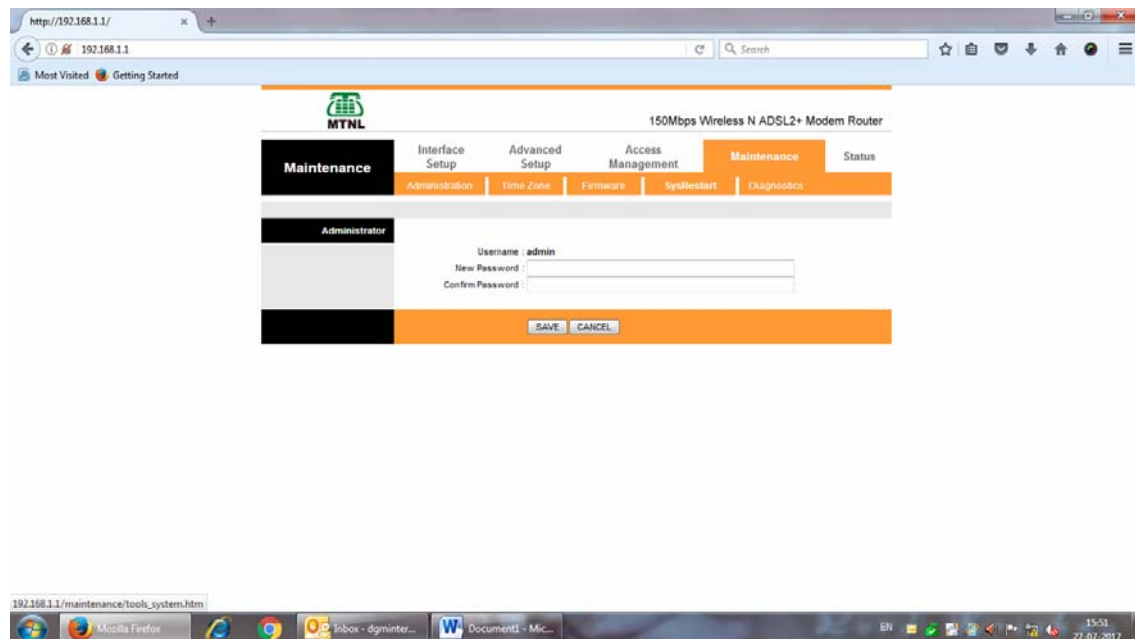 http://192.168.1.1/
192.168.1.1
Search
Most Visited
Getting Started
MTNL
150Mbps Wireless N ADSL2+ Modem Router
Maintenance
Interface Setup
Advanced Setup
Access Management
Maintenance
Status
Administration
Time Zone
Firmware
SysRestart
Diagnostics
Administrator
Username : admin
New Password :
Confirm Password :
SAVE
CANCEL
192.168.1.1/maintenance/tools_system.htm
Mozilla Firefox
Inbox - dgminter...
Document1 - Mic...
EN
15:51
27-07-2017